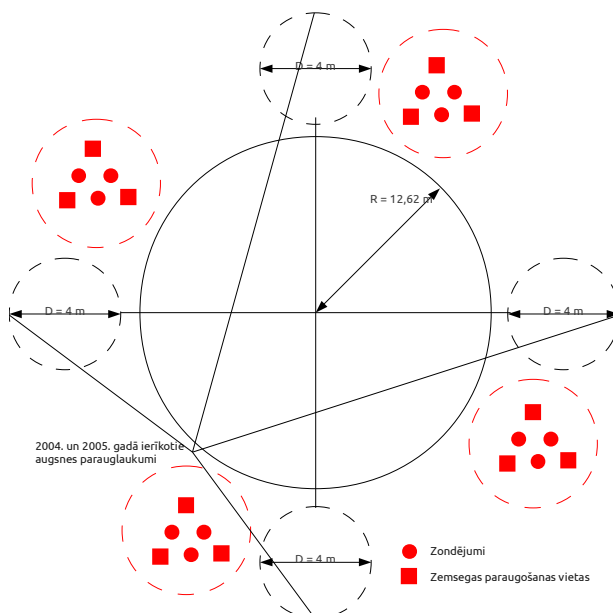 D = 4 m
R = 12,62 m
D = 4 m
D = 4 m
2004. un 2005. gadā ierīkotie
augsnes parauglaukumi
D = 4 m
Zondējumi
Zemsegas paraugošanas vietas